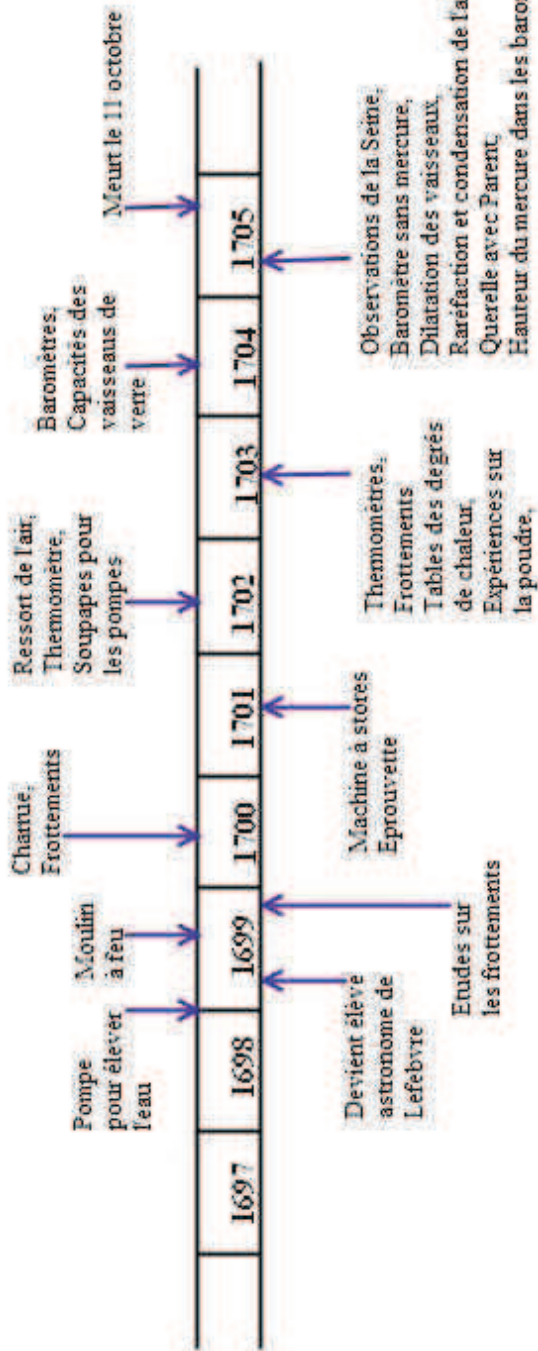 Pompe
pour élever
l'eau
Moulin
à feu
Charrue,
Frottements
Ressort de l'air,
Thermomètre,
Soupapes pour
les pompes
Baromètres,
Capacités des
vaisseaus de
verre
Meurt le 11 octobre
1697
1698
1699
1700
1701
1702
1703
1704
1705
Devient élève
astronome de
Lefebvre
Etudes sur
les frottements
Machine à stores
Eprouvette
Thermomètres,
Frottements
Tables des degrés
de chaleur,
Expériences sur
la poudre,
Observations de la Seine,
Baromètre sans mercure,
Dilatation des vaisseaux,
Raréfaction et condensation de
Querelle avec Parent,
Hauteur du mercure dans les